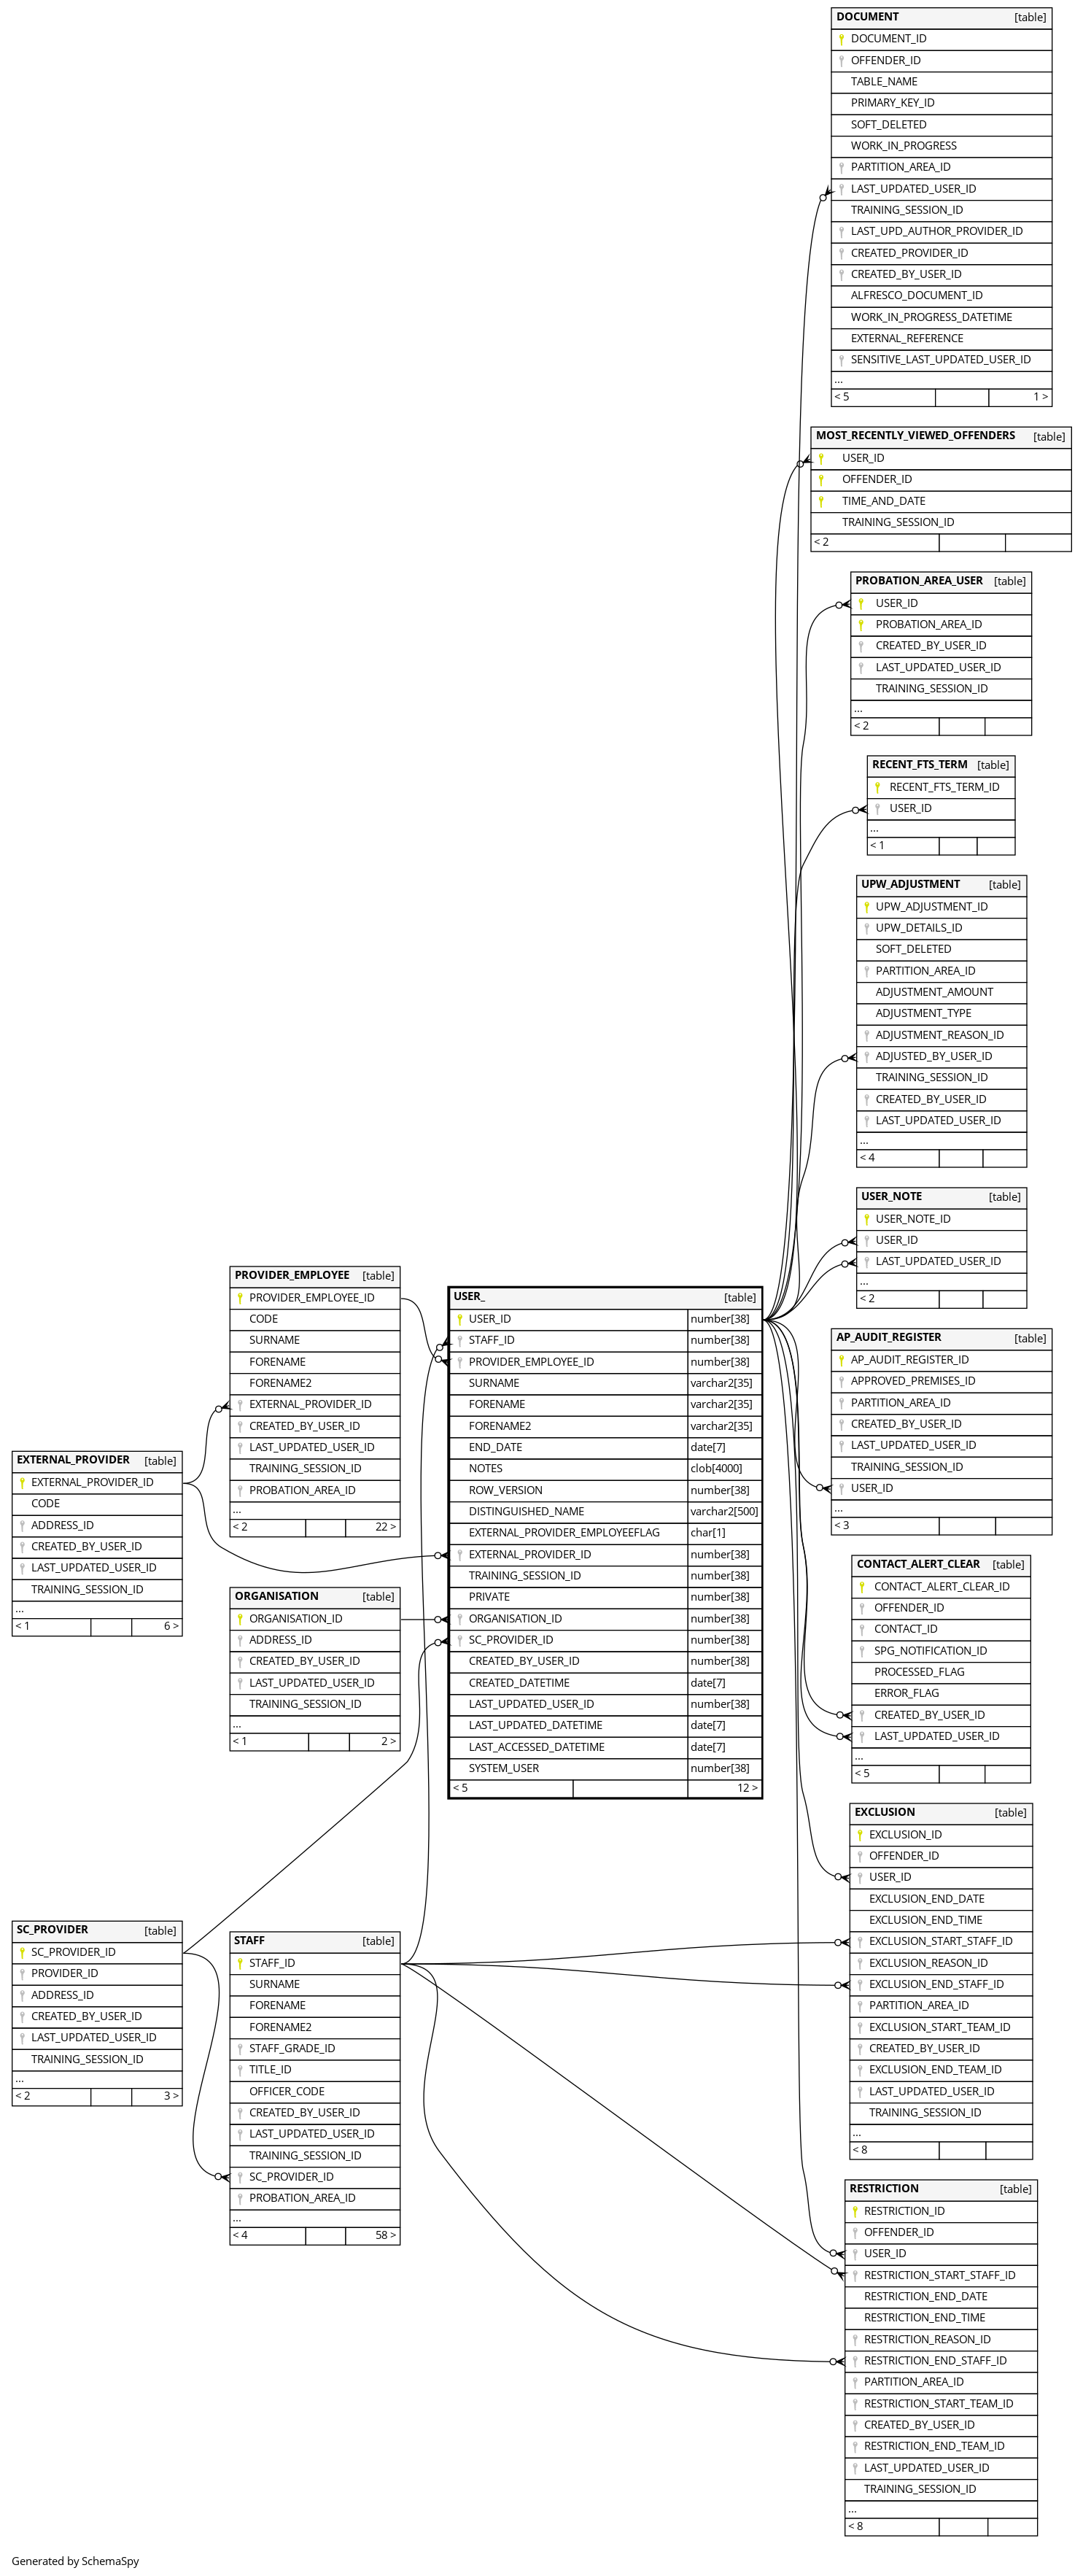 DOCUMENT [table]
DOCUMENT_ID
OFFENDER_ID
TABLE_NAME
PRIMARY_KEY_ID
SOFT_DELETED
WORK_IN_PROGRESS
PARTITION_AREA_ID
LAST_UPDATED_USER_ID
TRAINING_SESSION_ID
LAST_UPD_AUTHOR_PROVIDER_ID
CREATED_PROVIDER_ID
CREATED_BY_USER_ID
ALFRESCO_DOCUMENT_ID
WORK_IN_PROGRESS_DATETIME
EXTERNAL_REFERENCE
SENSITIVE_LAST_UPDATED_USER_ID
...
< 5 1 >
MOST_RECENTLY_VIEWED_OFFENDERS [table]
USER_ID
OFFENDER_ID
TIME_AND_DATE
TRAINING_SESSION_ID
< 2
PROBATION_AREA_USER [table]
USER_ID
PROBATION_AREA_ID
CREATED_BY_USER_ID
LAST_UPDATED_USER_ID
TRAINING_SESSION_ID
...
< 2
RECENT_FTS_TERM [table]
RECENT_FTS_TERM_ID
USER_ID
...
< 1
UPW_ADJUSTMENT [table]
UPW_ADJUSTMENT_ID
UPW_DETAILS_ID
SOFT_DELETED
PARTITION_AREA_ID
ADJUSTMENT_AMOUNT
ADJUSTMENT_TYPE
ADJUSTMENT_REASON_ID
ADJUSTED_BY_USER_ID
TRAINING_SESSION_ID
CREATED_BY_USER_ID
LAST_UPDATED_USER_ID
...
< 4
USER_NOTE [table]
USER_NOTE_ID
USER_ID
LAST_UPDATED_USER_ID
...
< 2
PROVIDER_EMPLOYEE [table]
PROVIDER_EMPLOYEE_ID
CODE
SURNAME
FORENAME
FORENAME2
EXTERNAL_PROVIDER_ID
CREATED_BY_USER_ID
LAST_UPDATED_USER_ID
TRAINING_SESSION_ID
PROBATION_AREA_ID
...
< 2 22 >
USER_ [table]
USER_ID number[38]
STAFF_ID number[38]
PROVIDER_EMPLOYEE_ID number[38]
SURNAME varchar2[35]
FORENAME varchar2[35]
FORENAME2 varchar2[35]
END_DATE date[7]
NOTES clob[4000]
ROW_VERSION number[38]
DISTINGUISHED_NAME varchar2[500]
EXTERNAL_PROVIDER_EMPLOYEEFLAG char[1]
EXTERNAL_PROVIDER_ID number[38]
TRAINING_SESSION_ID number[38]
PRIVATE number[38]
ORGANISATION_ID number[38]
SC_PROVIDER_ID number[38]
CREATED_BY_USER_ID number[38]
CREATED_DATETIME date[7]
LAST_UPDATED_USER_ID number[38]
LAST_UPDATED_DATETIME date[7]
LAST_ACCESSED_DATETIME date[7]
SYSTEM_USER number[38]
< 5 12 >
AP_AUDIT_REGISTER [table]
AP_AUDIT_REGISTER_ID
APPROVED_PREMISES_ID
PARTITION_AREA_ID
CREATED_BY_USER_ID
LAST_UPDATED_USER_ID
TRAINING_SESSION_ID
USER_ID
...
< 3
EXTERNAL_PROVIDER [table]
EXTERNAL_PROVIDER_ID
CODE
ADDRESS_ID
CREATED_BY_USER_ID
LAST_UPDATED_USER_ID
TRAINING_SESSION_ID
...
< 1 6 >
ORGANISATION [table]
ORGANISATION_ID
ADDRESS_ID
CREATED_BY_USER_ID
LAST_UPDATED_USER_ID
TRAINING_SESSION_ID
...
< 1 2 >
CONTACT_ALERT_CLEAR [table]
CONTACT_ALERT_CLEAR_ID
OFFENDER_ID
CONTACT_ID
SPG_NOTIFICATION_ID
PROCESSED_FLAG
ERROR_FLAG
CREATED_BY_USER_ID
LAST_UPDATED_USER_ID
...
< 5
EXCLUSION [table]
EXCLUSION_ID
OFFENDER_ID
USER_ID
EXCLUSION_END_DATE
EXCLUSION_END_TIME
EXCLUSION_START_STAFF_ID
EXCLUSION_REASON_ID
EXCLUSION_END_STAFF_ID
PARTITION_AREA_ID
EXCLUSION_START_TEAM_ID
CREATED_BY_USER_ID
EXCLUSION_END_TEAM_ID
LAST_UPDATED_USER_ID
TRAINING_SESSION_ID
...
< 8
SC_PROVIDER [table]
SC_PROVIDER_ID
PROVIDER_ID
ADDRESS_ID
CREATED_BY_USER_ID
LAST_UPDATED_USER_ID
TRAINING_SESSION_ID
...
< 2 3 >
STAFF [table]
STAFF_ID
SURNAME
FORENAME
FORENAME2
STAFF_GRADE_ID
TITLE_ID
OFFICER_CODE
CREATED_BY_USER_ID
LAST_UPDATED_USER_ID
TRAINING_SESSION_ID
SC_PROVIDER_ID
PROBATION_AREA_ID
...
< 4 58 >
RESTRICTION [table]
RESTRICTION_ID
OFFENDER_ID
USER_ID
RESTRICTION_START_STAFF_ID
RESTRICTION_END_DATE
RESTRICTION_END_TIME
RESTRICTION_REASON_ID
RESTRICTION_END_STAFF_ID
PARTITION_AREA_ID
RESTRICTION_START_TEAM_ID
CREATED_BY_USER_ID
RESTRICTION_END_TEAM_ID
LAST_UPDATED_USER_ID
TRAINING_SESSION_ID
...
< 8
Generated by SchemaSpy